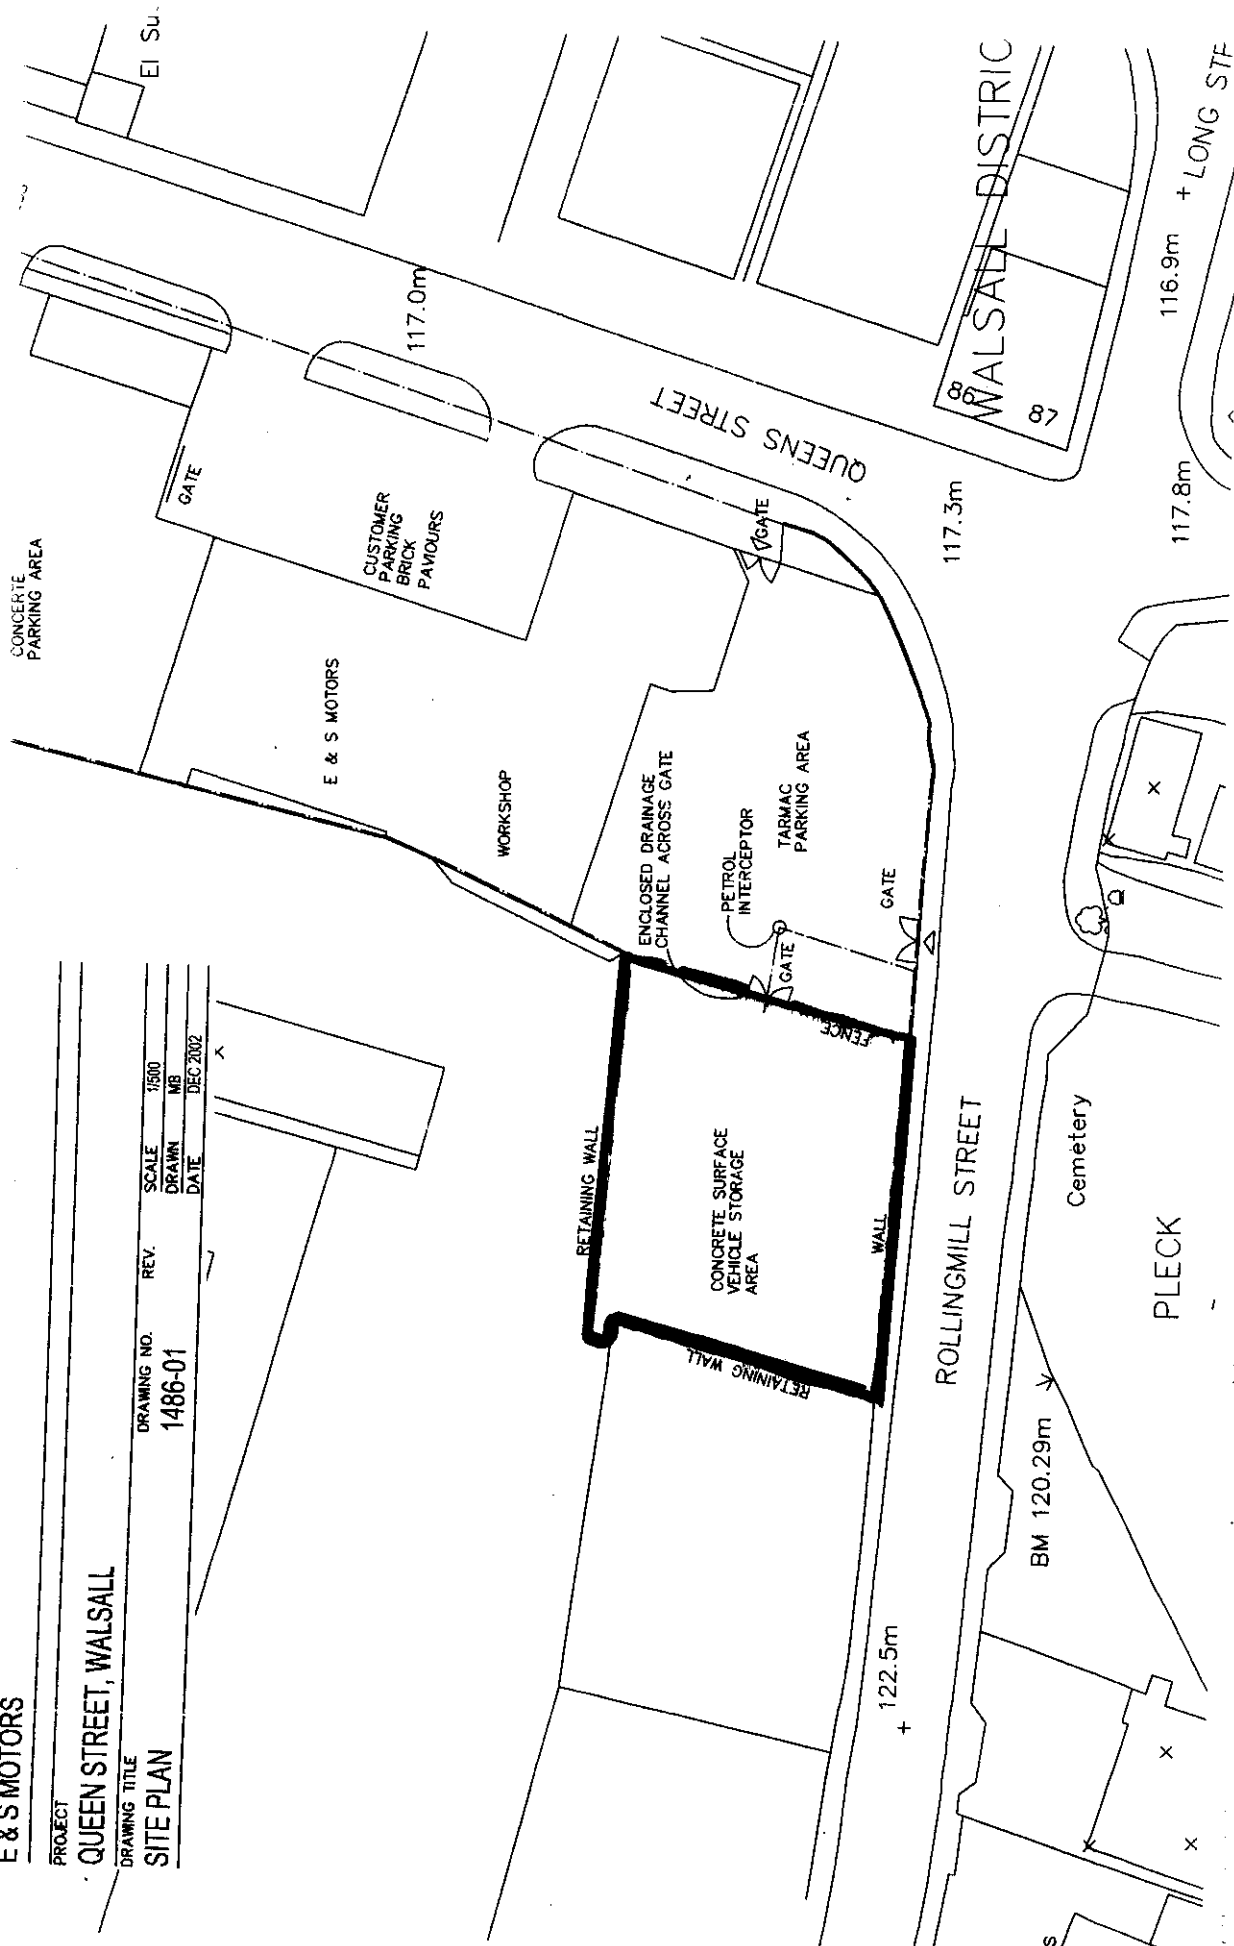 E & S MOTORS
PROJECT
QUEEN STREET, WALSALL
DRAWING TITLE
SITE PLAN
DRAWING NO.
1486-01
REV.
SCALE 1/500
DRAWN MB
DATE DEC 2002
El Su
CONCERTE
PARKING AREA
GATE
CUSTOMER
PARKING
BRICK
PAVIOURS
117.0m
E & S MOTORS
WORKSHOP
QUEENS STREET
GATE
WALSALL DISTRIC
86
87
117.3m
116.9m
+ LONG STR
117.8m
ENCLOSED DRAINAGE
CHANNEL ACROSS GATE
PETROL
INTERCEPTOR
TARMAC
PARKING AREA
GATE
GATE
FENCE
RETAINING WALL
CONCRETE SURFACE
VEHICLE STORAGE
AREA
WALL
RETAINING WALL
ROLLINGMILL STREET
Cemetery
PLECK
BM 120.29m
122.5m
+
s